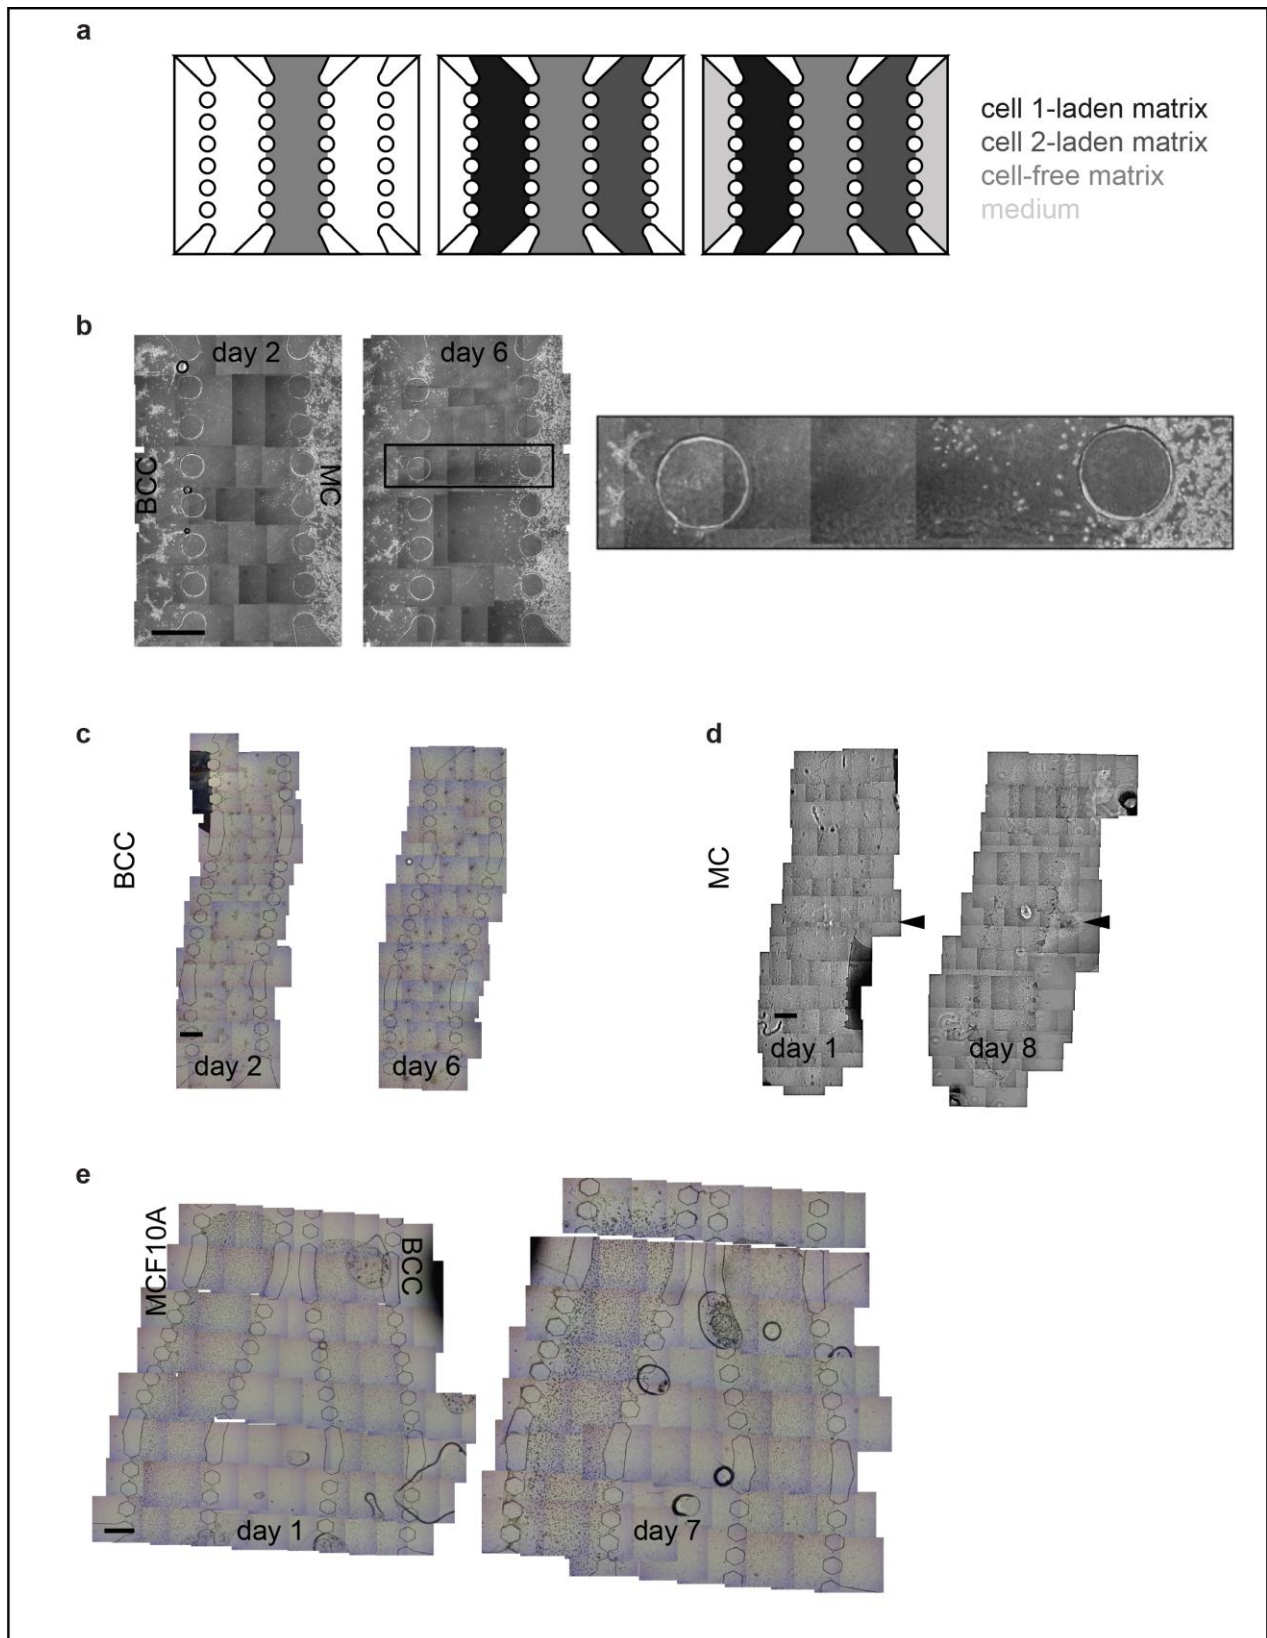 a
cell 1-laden matrix
cell 2-laden matrix
cell-free matrix
medium
b
day 2
day 6
BCC
MC
c
BCC
day 2
day 6
d
MC
day 1
day 8
e
MCF10A
BCC
day 1
day 7